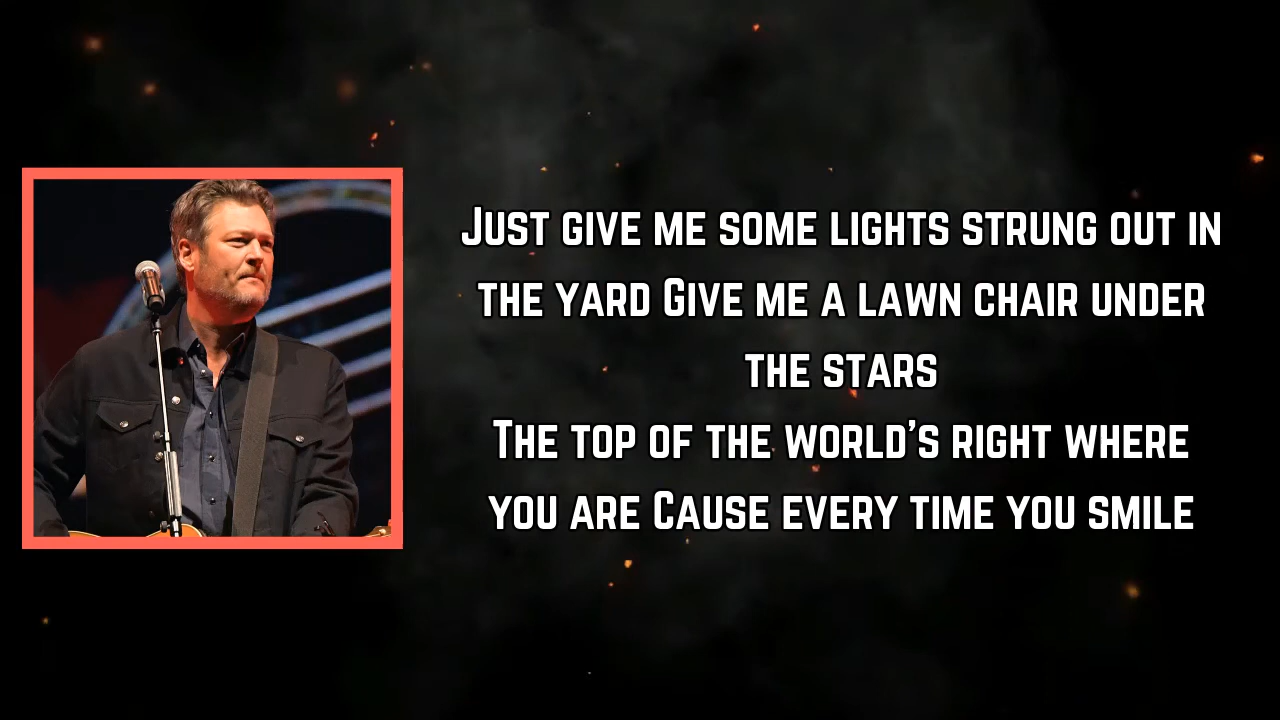 Just give me some lights strung out in
the yard Give me a lawn chair under
the stars
The top of the world's right where
you are Cause every time you smile